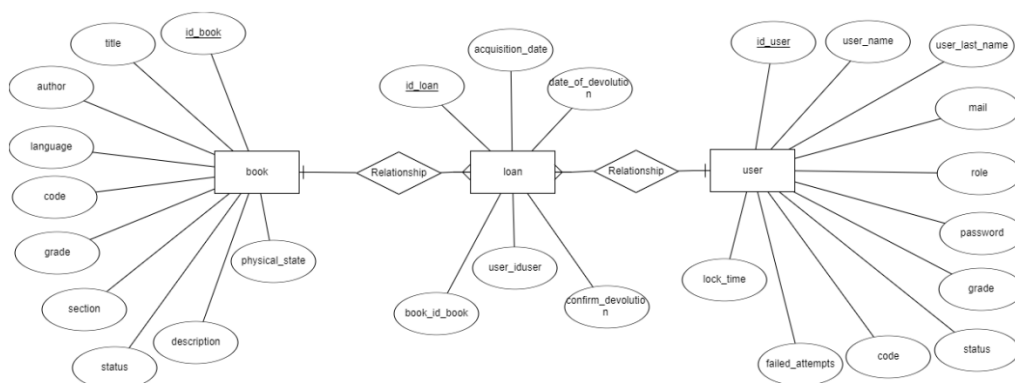 title
id_book
author
language
code
grade
section
status
description
physical_state
book
Relationship
id_loan
acquisition_date
date_of_devolutio
n
loan
book_id_book
user_iduser
confirm_devolutio
n
Relationship
id_user
user_name
user_last_name
mail
role
password
grade
status
code
failed_attempts
lock_time
user